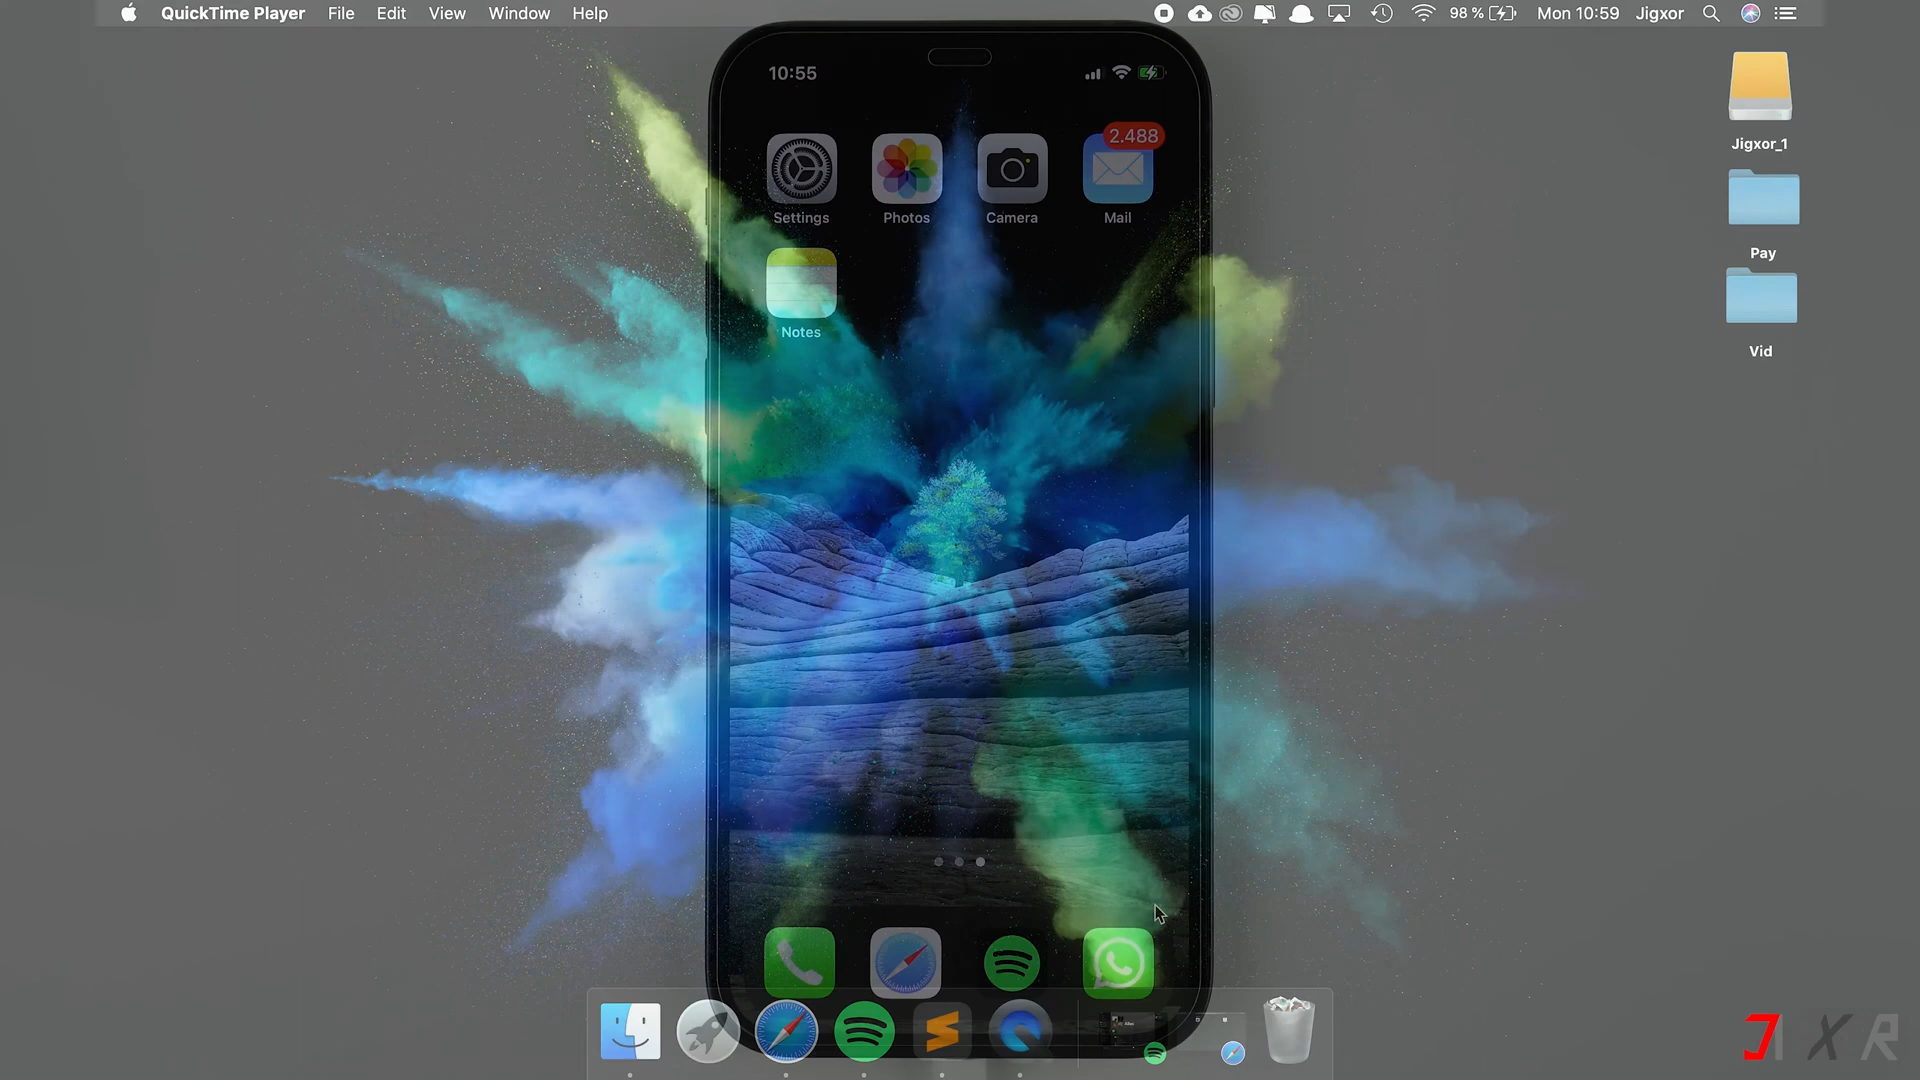 QuickTime Player File Edit View Window Help 98 % Mon 10:59 Jigxor
10:55
2.488
Settings Photos Camera Mail
Notes
Jigxor_1
Pay
Vid
JIXR